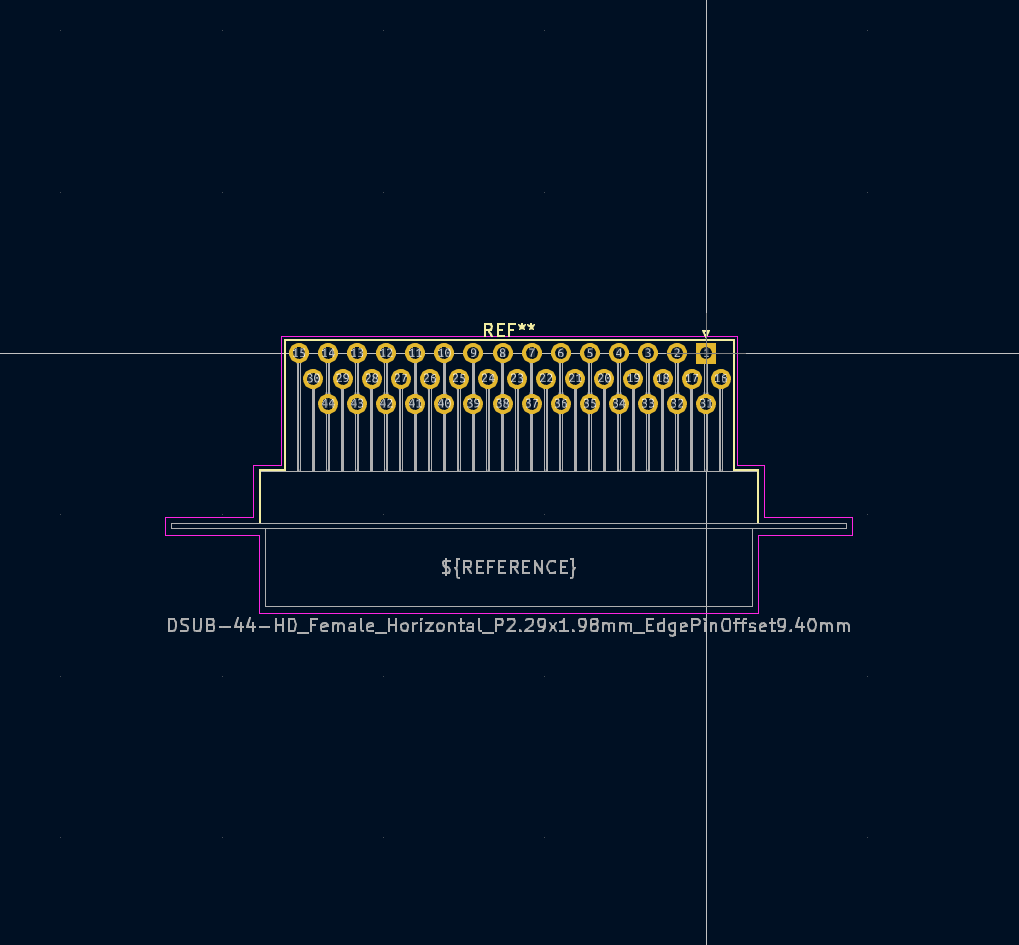 REF**
15 14 13 12 11 10 9 8 7 6 5 4 3 2 1
30 29 28 27 26 25 24 23 22 21 20 19 18 17 16
44 43 42 41 40 39 38 37 36 35 34 33 32 31
${REFERENCE}
DSUB-44-HD_Female_Horizontal_P2.29x1.98mm_EdgePinOffset9.40mm